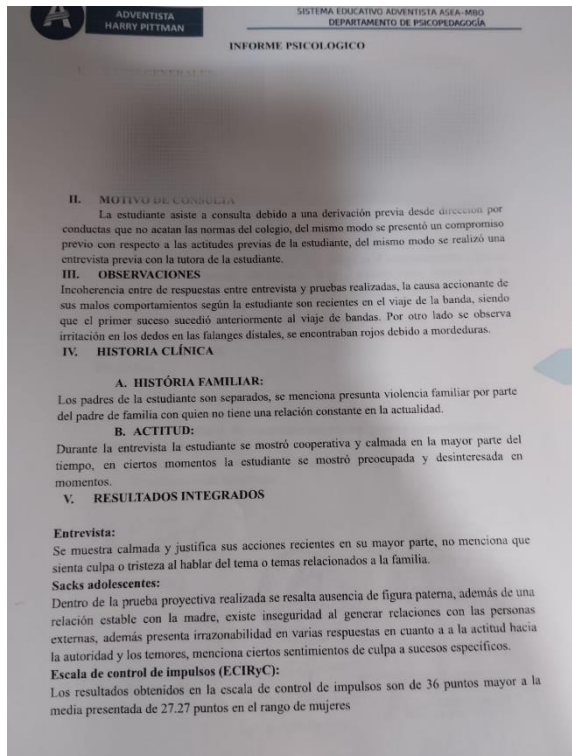 ADVENTISTA
HARRY PITTMAN
SISTEMA EDUCATIVO ADVENTISTA ASEA-MBO
DEPARTAMENTO DE PSICOPEDAGOGÍA
INFORME PSICOLOGICO
II. MOTIVO DE CONSULTA
La estudiante asiste a consulta debido a una derivación previa desde dirección por
conductas que no acatan las normas del colegio, del mismo modo se presentó un compromiso
previo con respecto a las actitudes previas de la estudiante, del mismo modo se realizó una
entrevista previa con la tutora de la estudiante.
III. OBSERVACIONES
Incoherencia entre de respuestas entre entrevista y pruebas realizadas, la causa accionante de
sus malos comportamientos según la estudiante son recientes en el viaje de la banda, siendo
que el primer suceso sucedió anteriormente al viaje de bandas. Por otro lado se observa
irritación en los dedos en las falanges distales, se encontraban rojos debido a mordeduras.
IV. HISTORIA CLÍNICA
A. HISTÓRIA FAMILIAR:
Los padres de la estudiante son separados, se menciona presunta violencia familiar por parte
del padre de familia con quien no tiene una relación constante en la actualidad.
B. ACTITUD:
Durante la entrevista la estudiante se mostró cooperativa y calmada en la mayor parte del
tiempo, en ciertos momentos la estudiante se mostró preocupada y desinteresada en
momentos.
V. RESULTADOS INTEGRADOS
Entrevista:
Se muestra calmada y justifica sus acciones recientes en su mayor parte, no menciona que
sienta culpa o tristeza al hablar del tema o temas relacionados a la familia.
Sacks adolescentes:
Dentro de la prueba proyectiva realizada se resalta ausencia de figura paterna, además de una
relación estable con la madre, existe inseguridad al generar relaciones con las personas
externas, además presenta irrazonabilidad en varias respuestas en cuanto a a la actitud hacia
la autoridad y los temores, menciona ciertos sentimientos de culpa a sucesos específicos.
Escala de control de impulsos (ECIRyC):
Los resultados obtenidos en la escala de control de impulsos son de 36 puntos mayor a la
media presentada de 27.27 puntos en el rango de mujeres